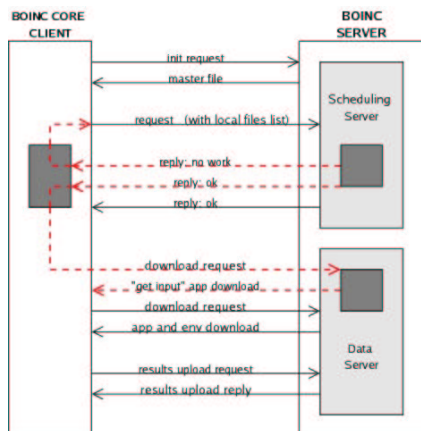 BOINC CORE
CLIENT
BOINC
SERVER
init request
master file
Scheduling
Server
request (with local files list)
reply: no work
reply: ok
reply: ok
download request
"get input" app download
download request
app and env download
Data
Server
results upload request
results upload reply